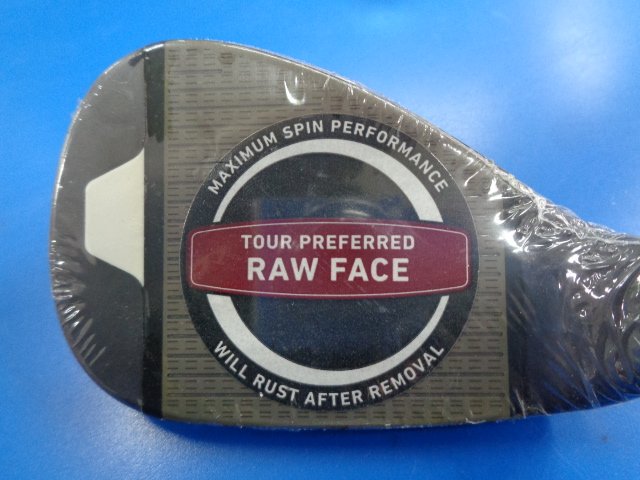 MAXIMUM SPIN PERFORMANCE
TOUR PREFERRED
RAW FACE
WILL RUST AFTER REMOVAL